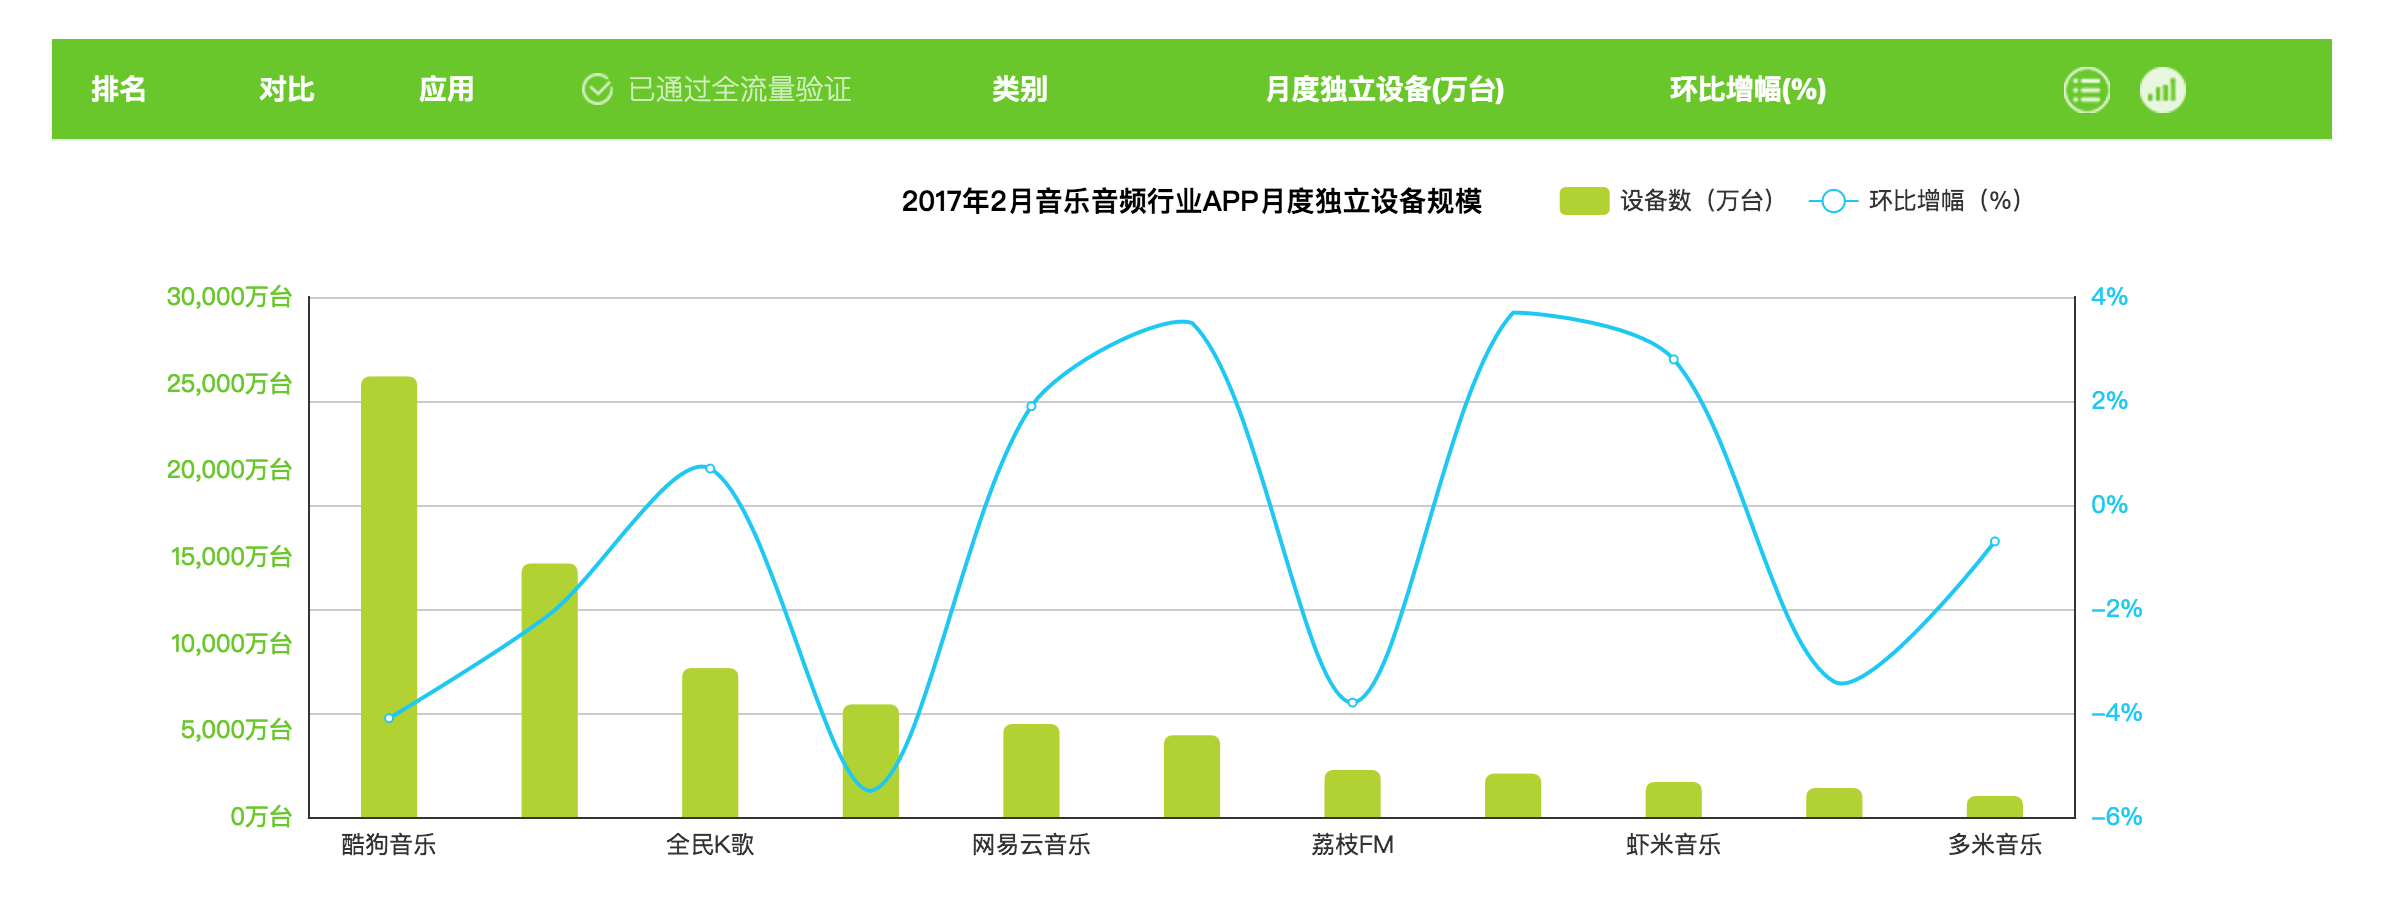 排名 对比 应用 已通过全流量验证 类别 月度独立设备(万台) 环比增幅(%)
2017年2月音乐音频行业APP月度独立设备规模 设备数（万台） 环比增幅（%）
30,000万台
25,000万台
20,000万台
15,000万台
10,000万台
5,000万台
0万台
4%
2%
0%
–2%
–4%
–6%
酷狗音乐 全民K歌 网易云音乐 荔枝FM 虾米音乐 多米音乐